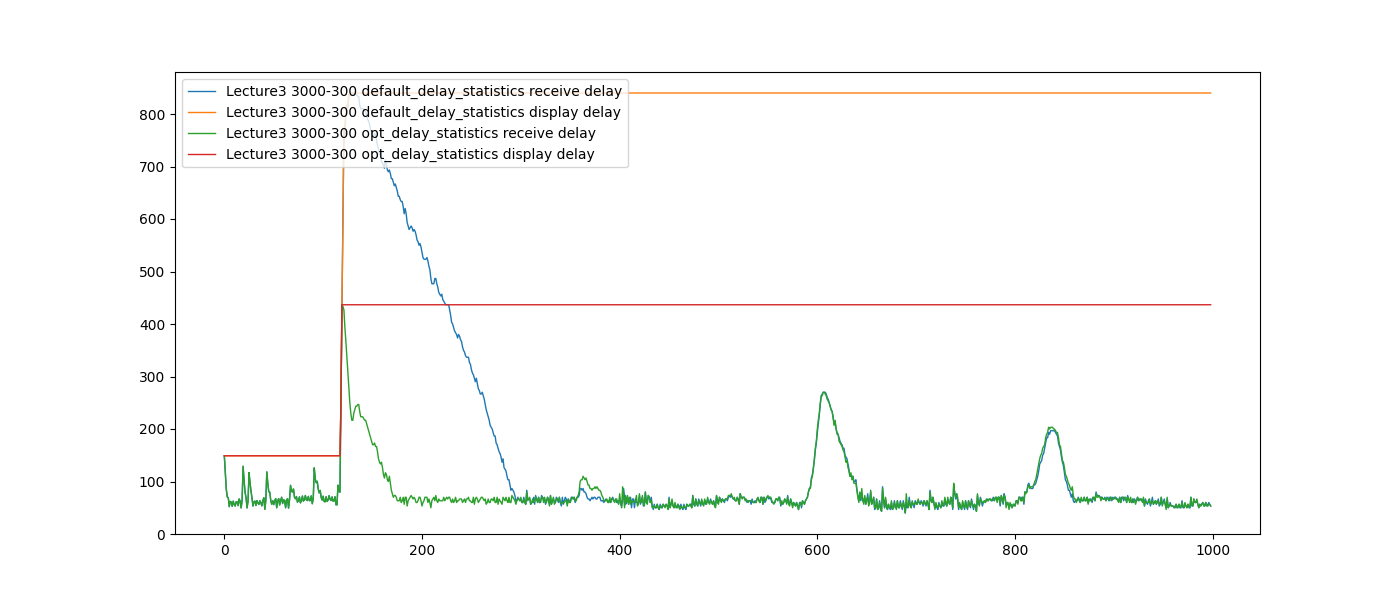 800
700
600
500
400
300
200
100
0
Lecture3 3000-300 default_delay_statistics receive delay
Lecture3 3000-300 default_delay_statistics display delay
Lecture3 3000-300 opt_delay_statistics receive delay
Lecture3 3000-300 opt_delay_statistics display delay
0 200 400 600 800 1000